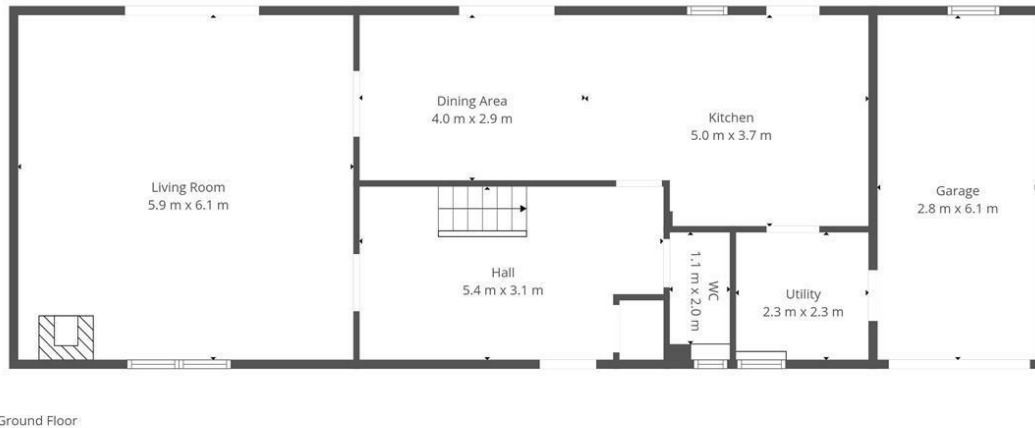 Living Room
5.9 m x 6.1 m
Dining Area
4.0 m x 2.9 m
Kitchen
5.0 m x 3.7 m
Garage
2.8 m x 6.1 m
Hall
5.4 m x 3.1 m
WC
1.1 m x 2.0 m
Utility
2.3 m x 2.3 m
Ground Floor